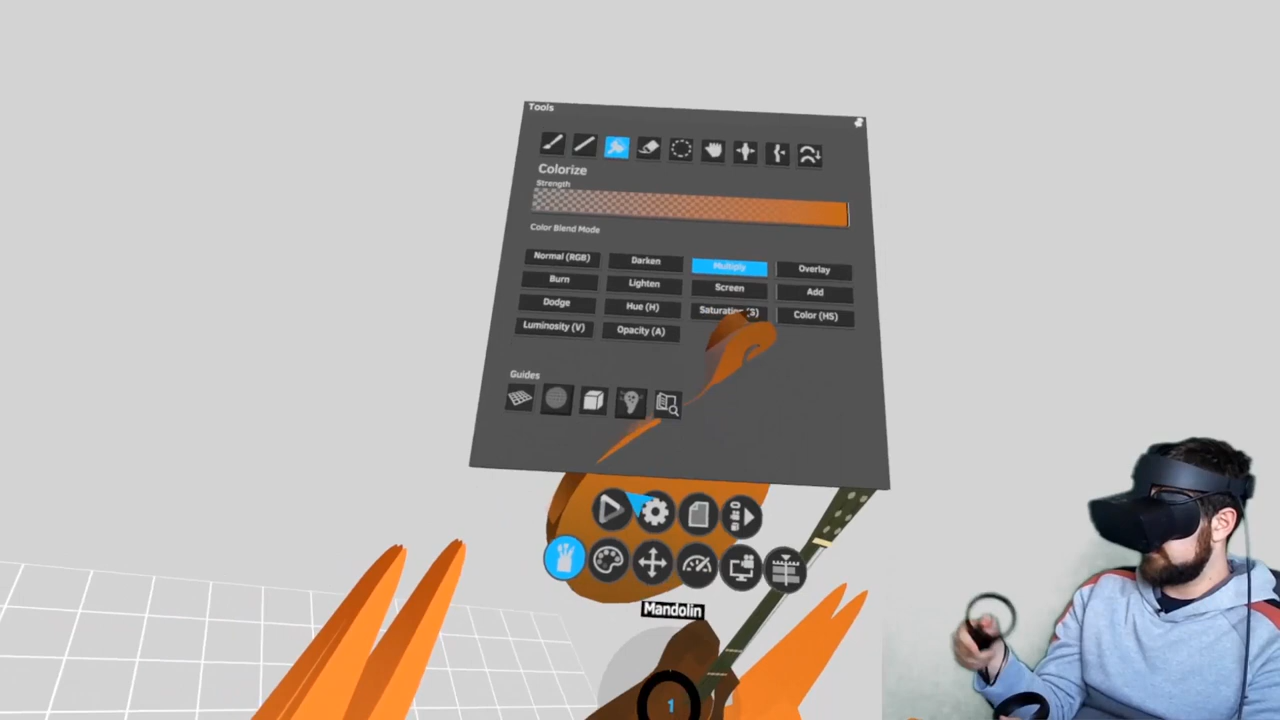 Tools
Colorize
Strength
Color Blend Mode
Normal (RGB) Darken Multiply Overlay
Burn Lighten Screen Add
Dodge Hue (H) Saturation (S) Color (HS)
Luminosity (V) Opacity (A)
Guides
Mandolin
1